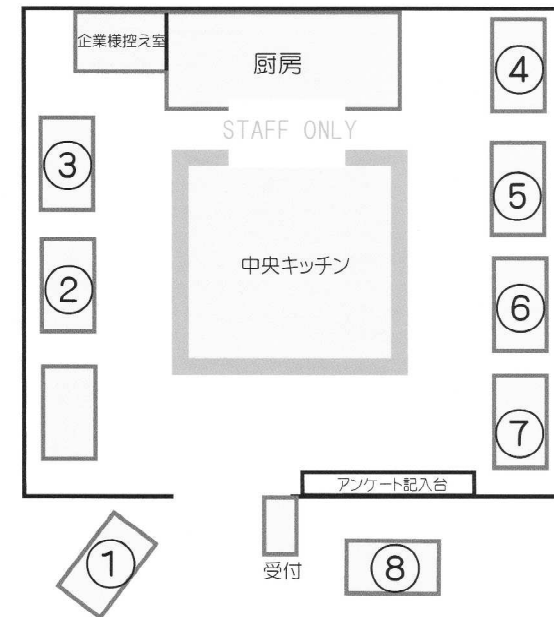 企業様控え室
厨房
④
STAFF ONLY
③
⑤
中央キッチン
②
⑥
⑦
アンケート記入台
①
受付
⑧